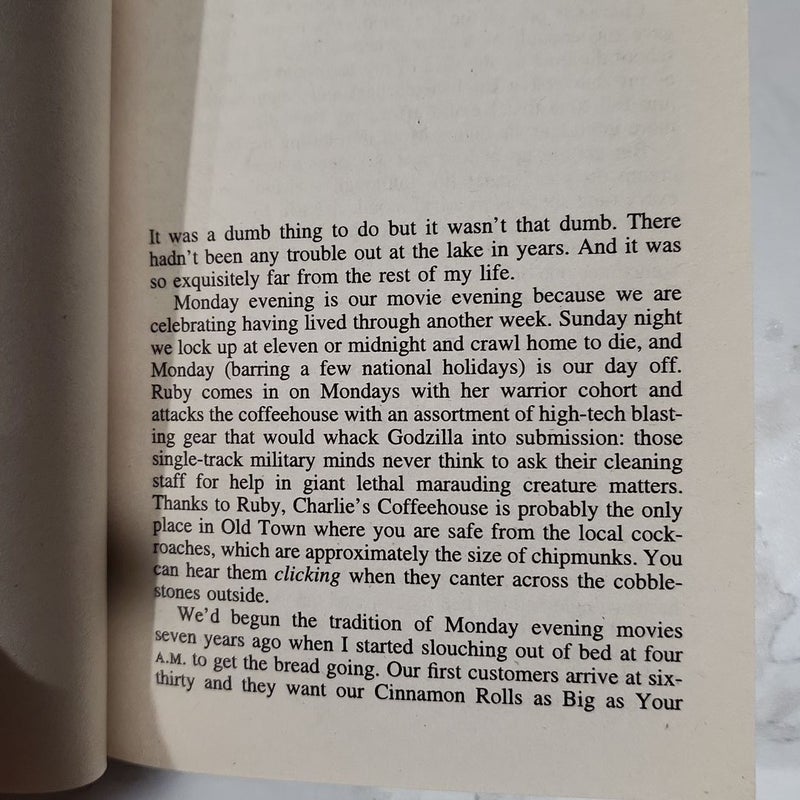 It was a dumb thing to do but it wasn't that dumb. There
hadn't been any trouble out at the lake in years. And it was
so exquisitely far from the rest of my life.
Monday evening is our movie evening because we are
celebrating having lived through another week. Sunday night
we lock up at eleven or midnight and crawl home to die, and
Monday (barring a few national holidays) is our day off.
Ruby comes in on Mondays with her warrior cohort and
attacks the coffeehouse with an assortment of high-tech blast-
ing gear that would whack Godzilla into submission: those
single-track military minds never think to ask their cleaning
staff for help in giant lethal marauding creature matters.
Thanks to Ruby, Charlie's Coffeehouse is probably the only
place in Old Town where you are safe from the local cock-
roaches, which are approximately the size of chipmunks. You
can hear them clicking when they canter across the cobble-
stones outside.
We'd begun the tradition of Monday evening movies
seven years ago when I started slouching out of bed at four
A.M. to get the bread going. Our first customers arrive at six-
thirty and they want our Cinnamon Rolls as Big as Your